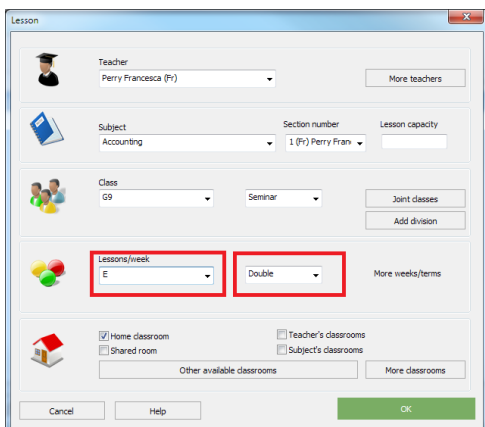 Lesson
Teacher
Perry Francesca (Fr)
More teachers
Subject
Section number
Lesson capacity
Accounting
1 (Fr) Perry Fran
Class
G9
Seminar
Joint classes
Add division
Lessons/week
E
Double
More weeks/terms
Home classroom
Teacher's classrooms
Shared room
Subject's classrooms
Other available classrooms
More classrooms
Cancel
Help
OK